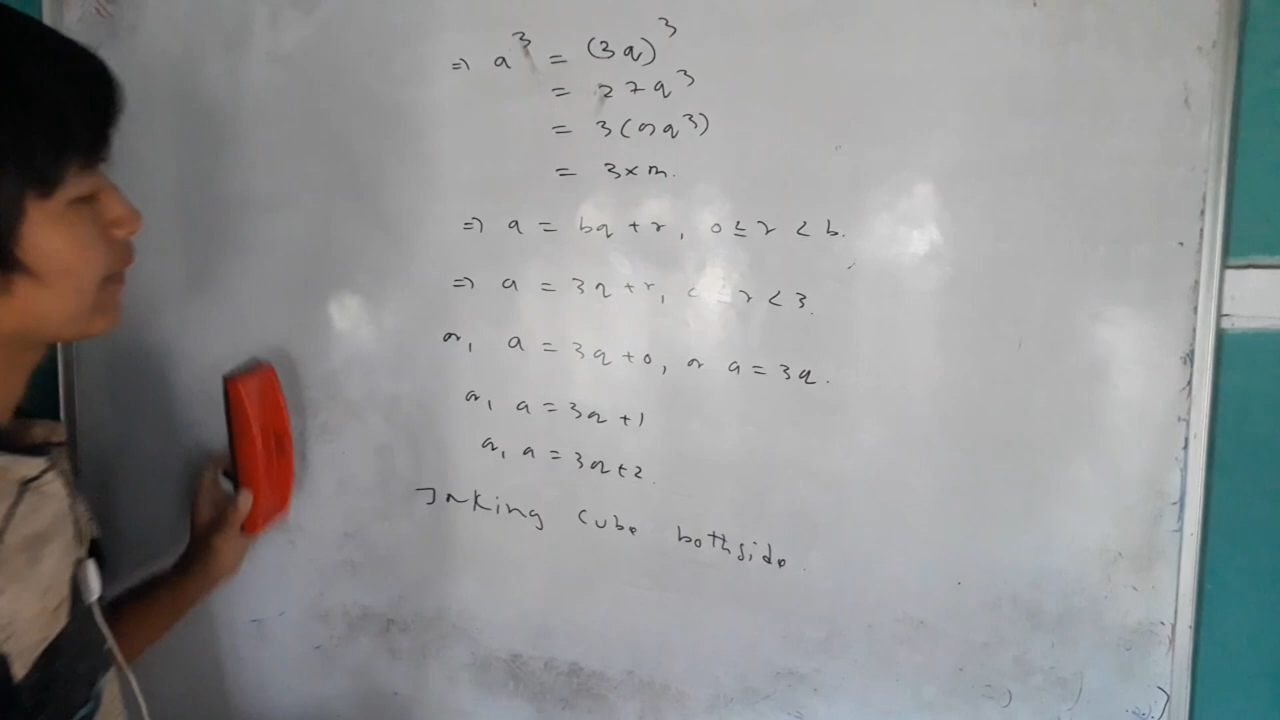 ⇒ a³ = (3q)³
= 27q³
= 3(9q³)
= 3×m.
⇒ a = bq + r, 0 ≤ r < b.
⇒ a = 3q + r, 0 ≤ r < 3.
or, a = 3q + 0, or a = 3q.
or, a = 3q + 1
or, a = 3q + 2.
Taking cube bothside.